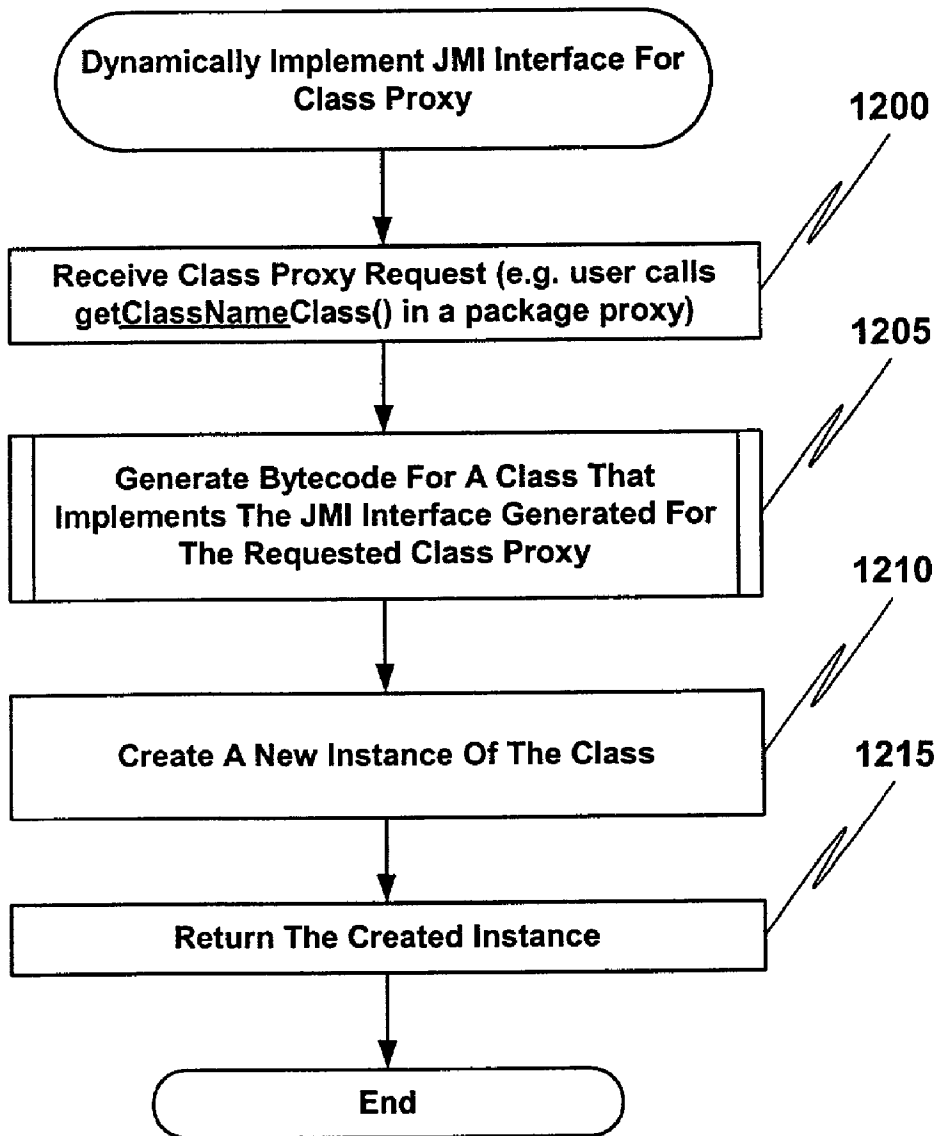 Dynamically Implement JMI Interface For
Class Proxy
1200
Receive Class Proxy Request (e.g. user calls
getClassNameClass() in a package proxy)
1205
Generate Bytecode For A Class That
Implements The JMI Interface Generated For
The Requested Class Proxy
1210
Create A New Instance Of The Class
1215
Return The Created Instance
End